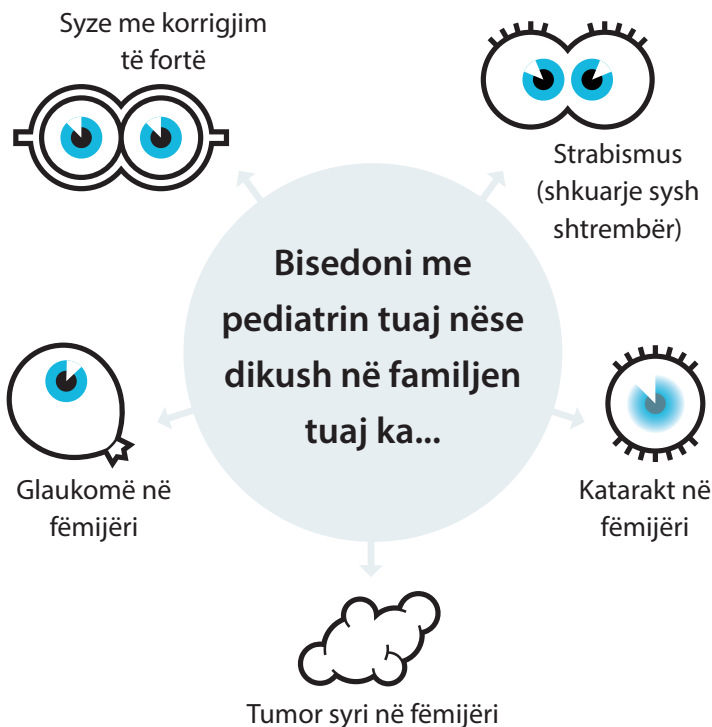 Syze me korrigjim
të fortë
Strabismus
(shkuarje sysh
shtrembër)
Bisedoni me
pediatrin tuaj nëse
dikush në familjen
tuaj ka...
Glaukomë në
fëmijëri
Katarakt në
fëmijëri
Tumor syri në fëmijëri